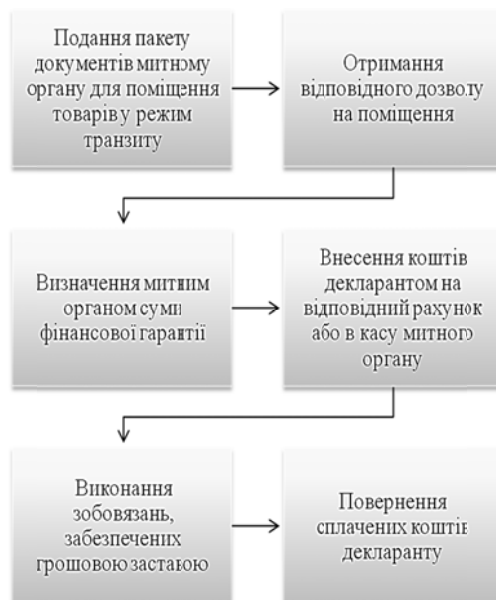 Подання пакету
документів митному
органу для поміщення
товарів у режим
транзиту
Отримання
відповідного дозволу
на поміщення
Визначення митним
органом суми
фінансової гарантії
Внесення коштів
декларантом на
відповідний рахунок
або в касу митного
органу
Виконання
зобовязань,
забезпечених
грошовою заставою
Повернення
сплачених коштів
декларанту